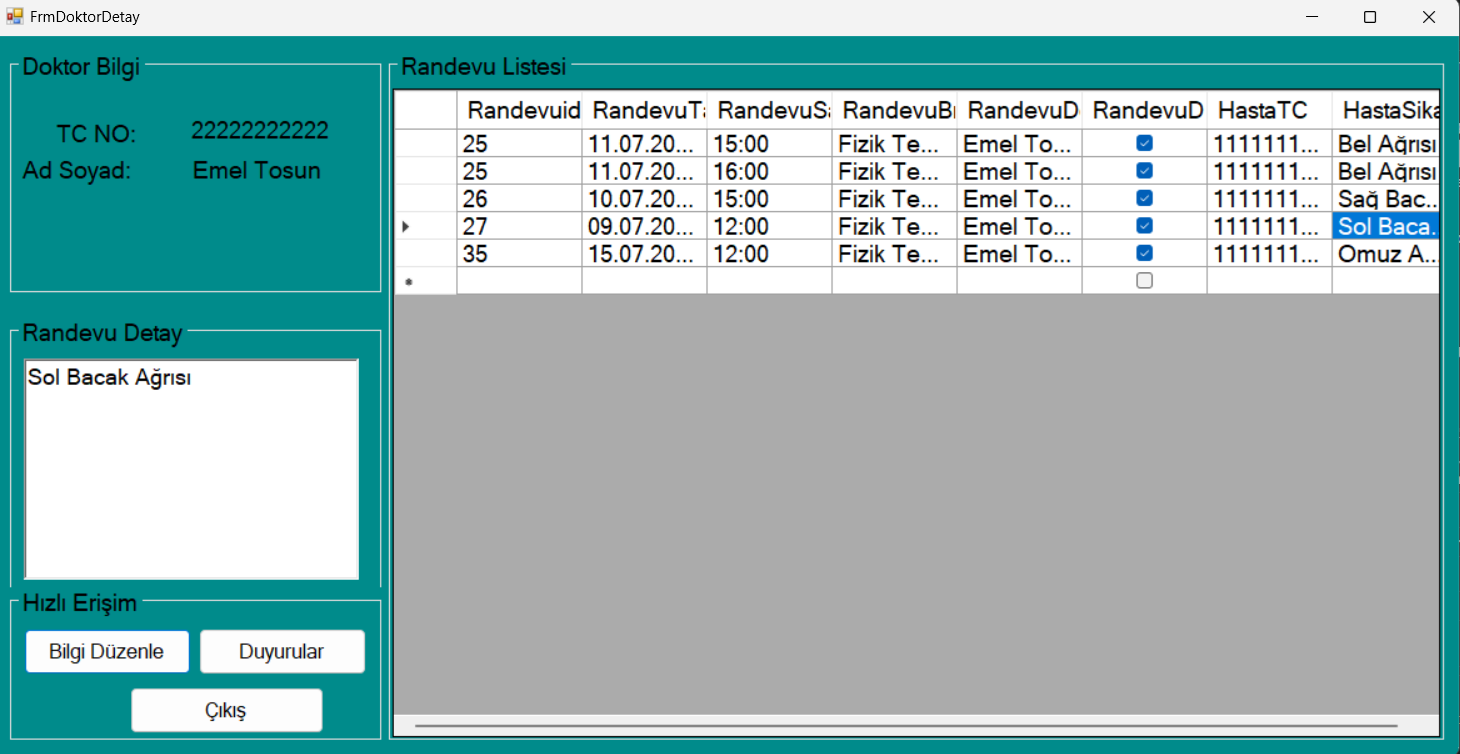 FrmDoktorDetay
Doktor Bilgi
TC NO: 22222222222
Ad Soyad: Emel Tosun
Randevu Detay
Sol Bacak Ağrısı
Hızlı Erişim
Bilgi Düzenle Duyurular
Çıkış
Randevu Listesi
Randevuid RandevuTa RandevuSa RandevuBr RandevuD RandevuD HastaTC HastaSika
25 11.07.20... 15:00 Fizik Te... Emel To... 1111111... Bel Ağrısı
25 11.07.20... 16:00 Fizik Te... Emel To... 1111111... Bel Ağrısı
26 10.07.20... 15:00 Fizik Te... Emel To... 1111111... Sağ Bac...
27 09.07.20... 12:00 Fizik Te... Emel To... 1111111... Sol Baca...
35 15.07.20... 12:00 Fizik Te... Emel To... 1111111... Omuz A...